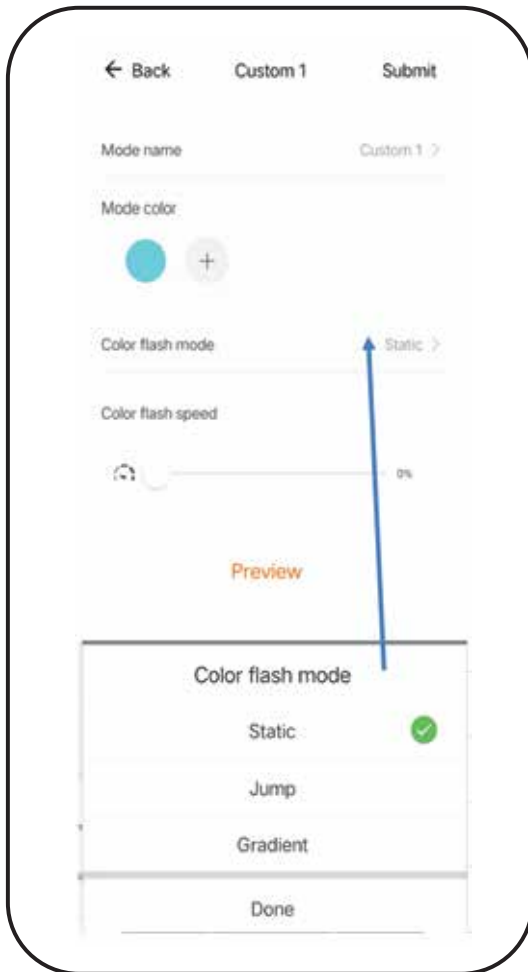 ← Back Custom 1 Submit
Mode name Custom 1 >
Mode color
+
Color flash mode Static >
Color flash speed
0%
Preview
Color flash mode
Static
Jump
Gradient
Done